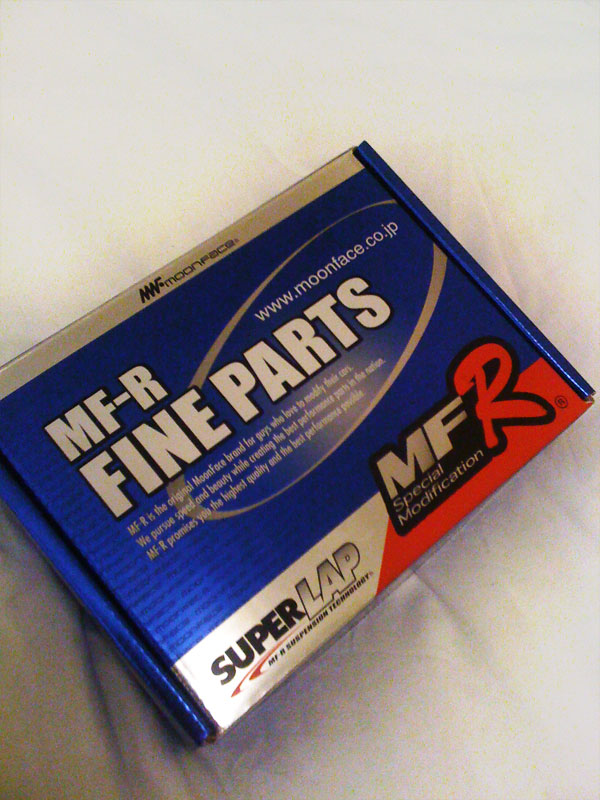 moonface
www.moonface.co.jp
MF-R
FINE PARTS
MF-R is the original MoonFace brand for guys who love to modify their cars.
We pursue speed and beauty while creating the best performance parts in the nation.
MF-R promises you the highest quality and the best performance possible.
MFR®
Special
Modification
SUPERLAP
MF-R SUSPENSION TECHNOLOGY